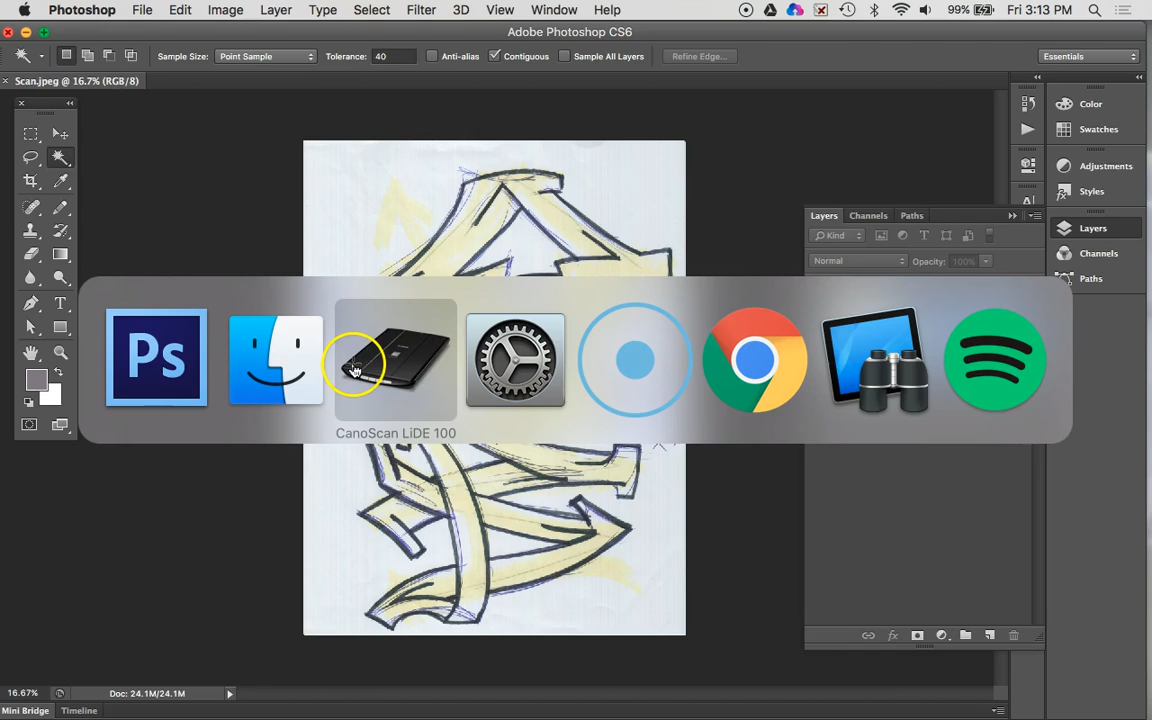 Photoshop File Edit Image Layer Type Select Filter 3D View Window Help 99% Fri 3:13 PM
Adobe Photoshop CS6
Sample Size: Point Sample Tolerance: 40 Anti-alias Contiguous Sample All Layers Refine Edge... Essentials
Scan.jpeg @ 16.7% (RGB/8)
Color
Swatches
Adjustments
Styles
Layers
Channels
Paths
Layers Channels Paths
Kind
Normal Opacity: 100%
Ps
CanoScan LiDE 100
16.67% Doc: 24.1M/24.1M
Mini Bridge Timeline